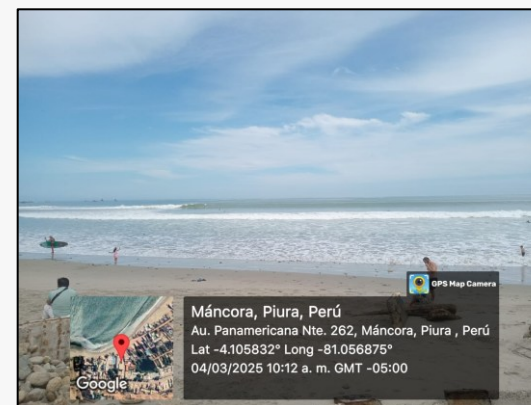 GPS Map Camera
Máncora, Piura, Perú
Au. Panamericana Nte. 262, Máncora, Piura , Perú
Lat -4.105832° Long -81.056875°
04/03/2025 10:12 a. m. GMT -05:00
Google